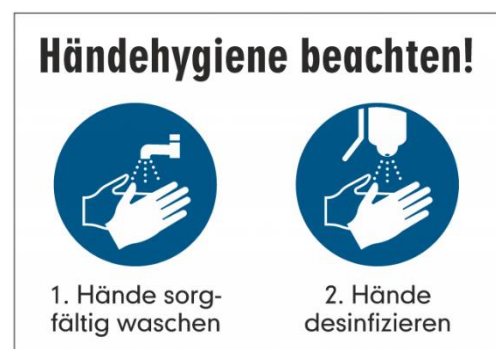 Händehygiene beachten!
1. Hände sorg-
fältig waschen
2. Hände
desinfizieren